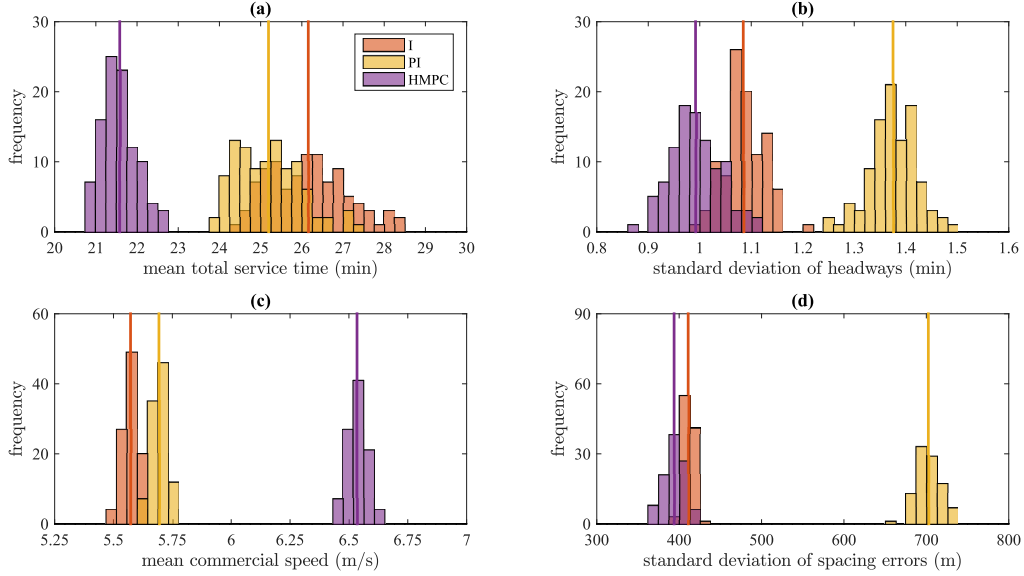 (a)
30
20
10
0
frequency
I
PI
HMPC
20 21 22 23 24 25 26 27 28 29 30
mean total service time (min)
(b)
30
20
10
0
frequency
0.8 0.9 1 1.1 1.2 1.3 1.4 1.5 1.6
standard deviation of headways (min)
(c)
60
40
20
0
frequency
5.25 5.5 5.75 6 6.25 6.5 6.75 7
mean commercial speed (m/s)
(d)
90
60
30
0
frequency
300 400 500 600 700 800
standard deviation of spacing errors (m)